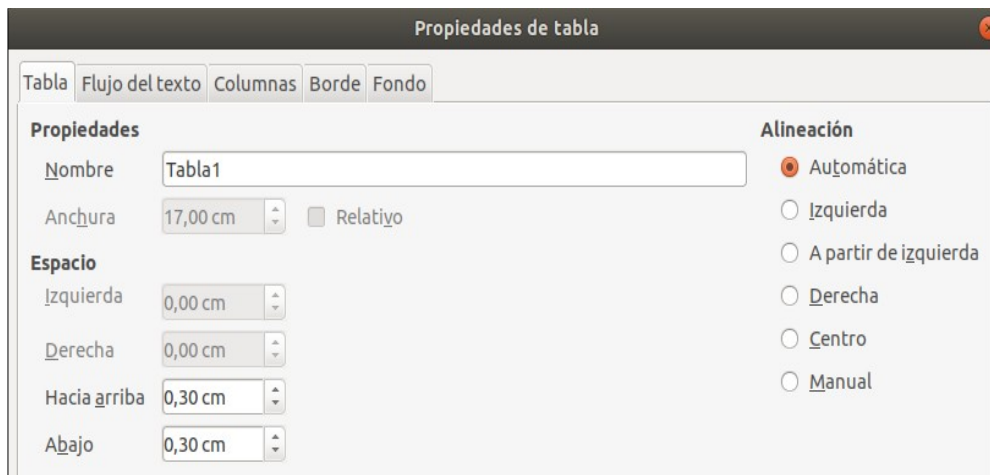 Propiedades de tabla
Tabla Flujo del texto Columnas Borde Fondo
Propiedades
Nombre Tabla1
Anchura 17,00 cm Relativo
Espacio
Izquierda 0,00 cm
Derecha 0,00 cm
Hacia arriba 0,30 cm
Abajo 0,30 cm
Alineación
Automática
Izquierda
A partir de izquierda
Derecha
Centro
Manual